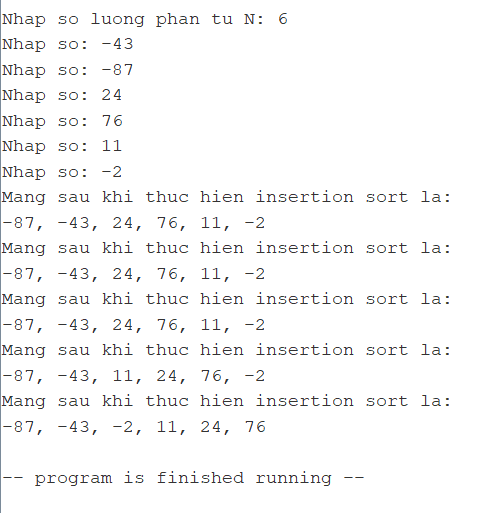 Nhap so luong phan tu N: 6
Nhap so: -43
Nhap so: -87
Nhap so: 24
Nhap so: 76
Nhap so: 11
Nhap so: -2
Mang sau khi thuc hien insertion sort la:
-87, -43, 24, 76, 11, -2
Mang sau khi thuc hien insertion sort la:
-87, -43, 24, 76, 11, -2
Mang sau khi thuc hien insertion sort la:
-87, -43, 24, 76, 11, -2
Mang sau khi thuc hien insertion sort la:
-87, -43, 11, 24, 76, -2
Mang sau khi thuc hien insertion sort la:
-87, -43, -2, 11, 24, 76
-- program is finished running --